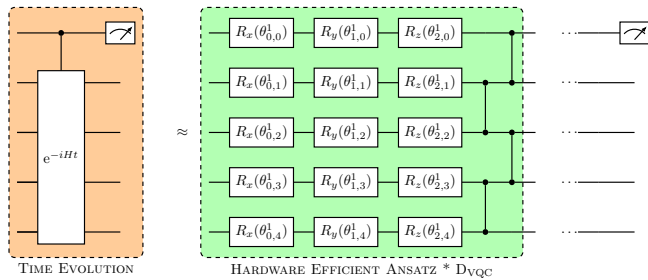 R_x(θ^1_{0,0}) R_y(θ^1_{1,0}) R_z(θ^1_{2,0}) ⋯
R_x(θ^1_{0,1}) R_y(θ^1_{1,1}) R_z(θ^1_{2,1}) ⋯
≈ R_x(θ^1_{0,2}) R_y(θ^1_{1,2}) R_z(θ^1_{2,2}) ⋯
e^{-iHt}
R_x(θ^1_{0,3}) R_y(θ^1_{1,3}) R_z(θ^1_{2,3}) ⋯
R_x(θ^1_{0,4}) R_y(θ^1_{1,4}) R_z(θ^1_{2,4}) ⋯
TIME EVOLUTION HARDWARE EFFICIENT ANSATZ * D_{VQC}